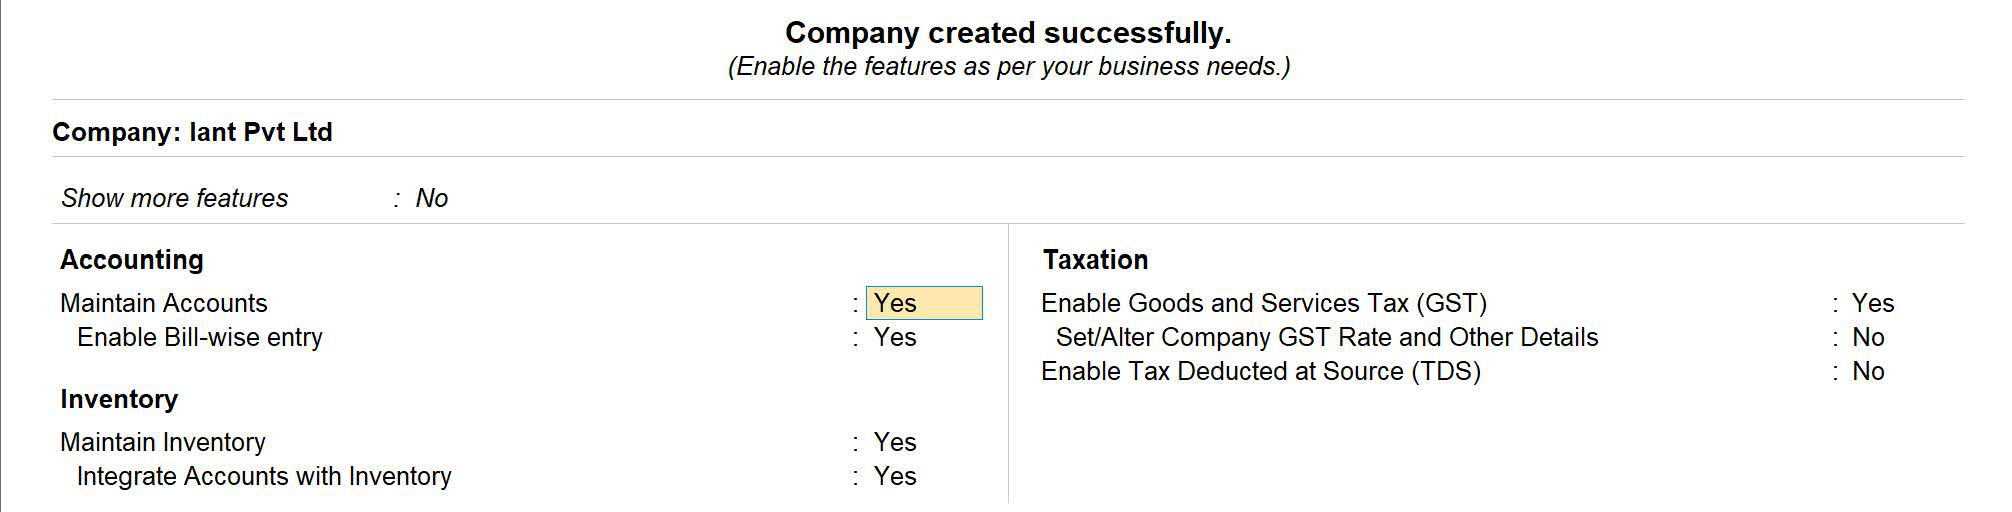 Company created successfully.
(Enable the features as per your business needs.)
Company: Iant Pvt Ltd
Show more features : No
Accounting
Maintain Accounts : Yes
Enable Bill-wise entry : Yes
Inventory
Maintain Inventory : Yes
Integrate Accounts with Inventory : Yes
Taxation
Enable Goods and Services Tax (GST) : Yes
Set/Alter Company GST Rate and Other Details : No
Enable Tax Deducted at Source (TDS) : No